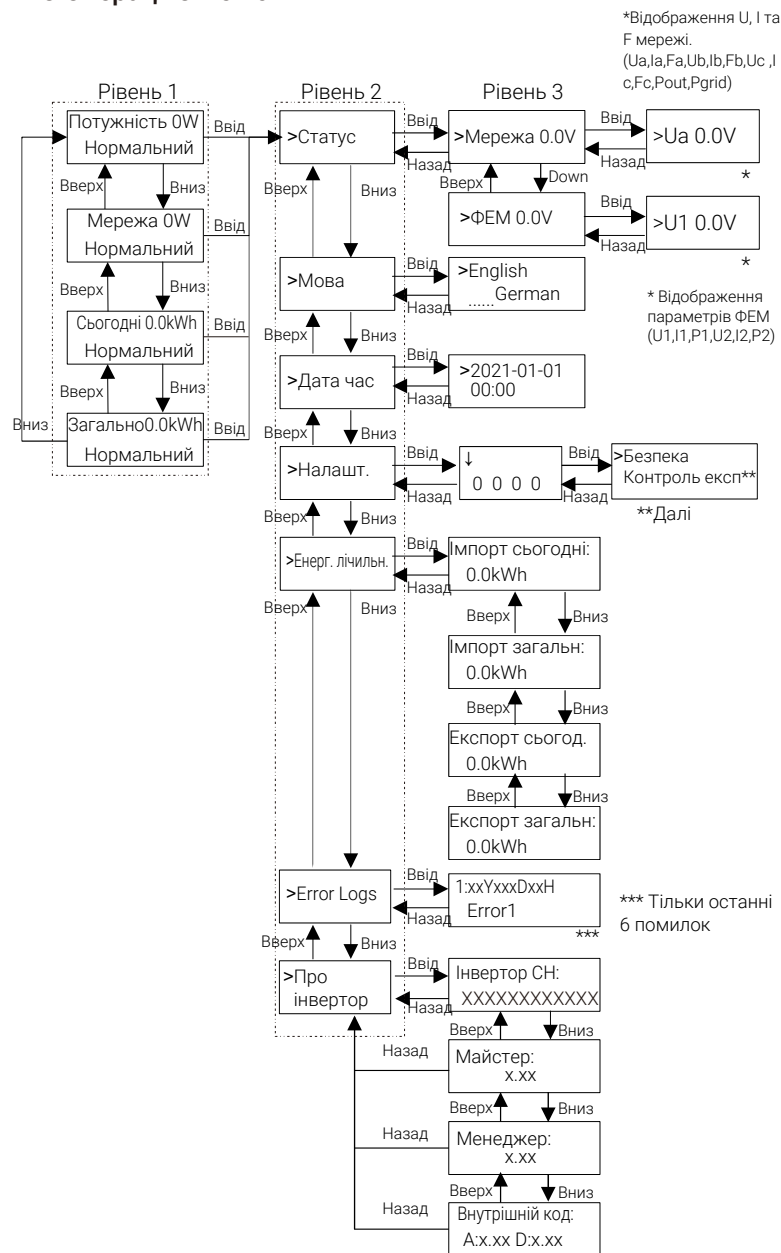 *Відображення U, I та
F мережі.
(Ua,Ia,Fa,Ub,Ib,Fb,Uc ,I
c,Fc,Pout,Pgrid)
Рівень 1
Рівень 2
Рівень 3
Потужність 0W
Нормальний
Ввід
>Статус
Ввід
Назад
>Мережа 0.0V
Ввід
Назад
>Ua 0.0V
*
Вверх
Вниз
Вверх
Вниз
Вверх
Down
Мережа 0W
Нормальний
Ввід
>ФЕМ 0.0V
Ввід
Назад
>U1 0.0V
*
Вверх
Вниз
>Мова
Ввід
Назад
>English
......German
* Відображення
параметрів ФЕМ
(U1,I1,P1,U2,I2,P2)
Сьогодні 0.0kWh
Нормальний
Ввід
Вверх
Вниз
>Дата час
Ввід
Назад
>2021-01-01
00:00
Вверх
Вниз
Вниз
Загально0.0kWh
Нормальний
Ввід
Вверх
Вниз
>Налашт.
Ввід
Назад
↓
0 0 0 0
Ввід
Назад
>Безпека
Контроль експ**
**Далі
Вверх
Вниз
>Енерг. лічильн.
Ввід
Назад
Імпорт сьогодні:
0.0kWh
Вверх
Вниз
Вверх
Вниз
Імпорт загальн:
0.0kWh
Вверх
Вниз
Експорт сьогод.
0.0kWh
Вверх
Вниз
Експорт загальн:
0.0kWh
>Error Logs
Ввід
Назад
1:xxYxxxDxxH
Error1
***
*** Тільки останні
6 помилок
Вверх
Вниз
>Про
інвертор
Ввід
Назад
Інвертор СН:
XXXXXXXXXXXX
Вверх
Вниз
Назад
Майстер:
x.xx
Вверх
Вниз
Назад
Менеджер:
x.xx
Вверх
Вниз
Назад
Внутрішній код:
A:x.xx D:x.xx